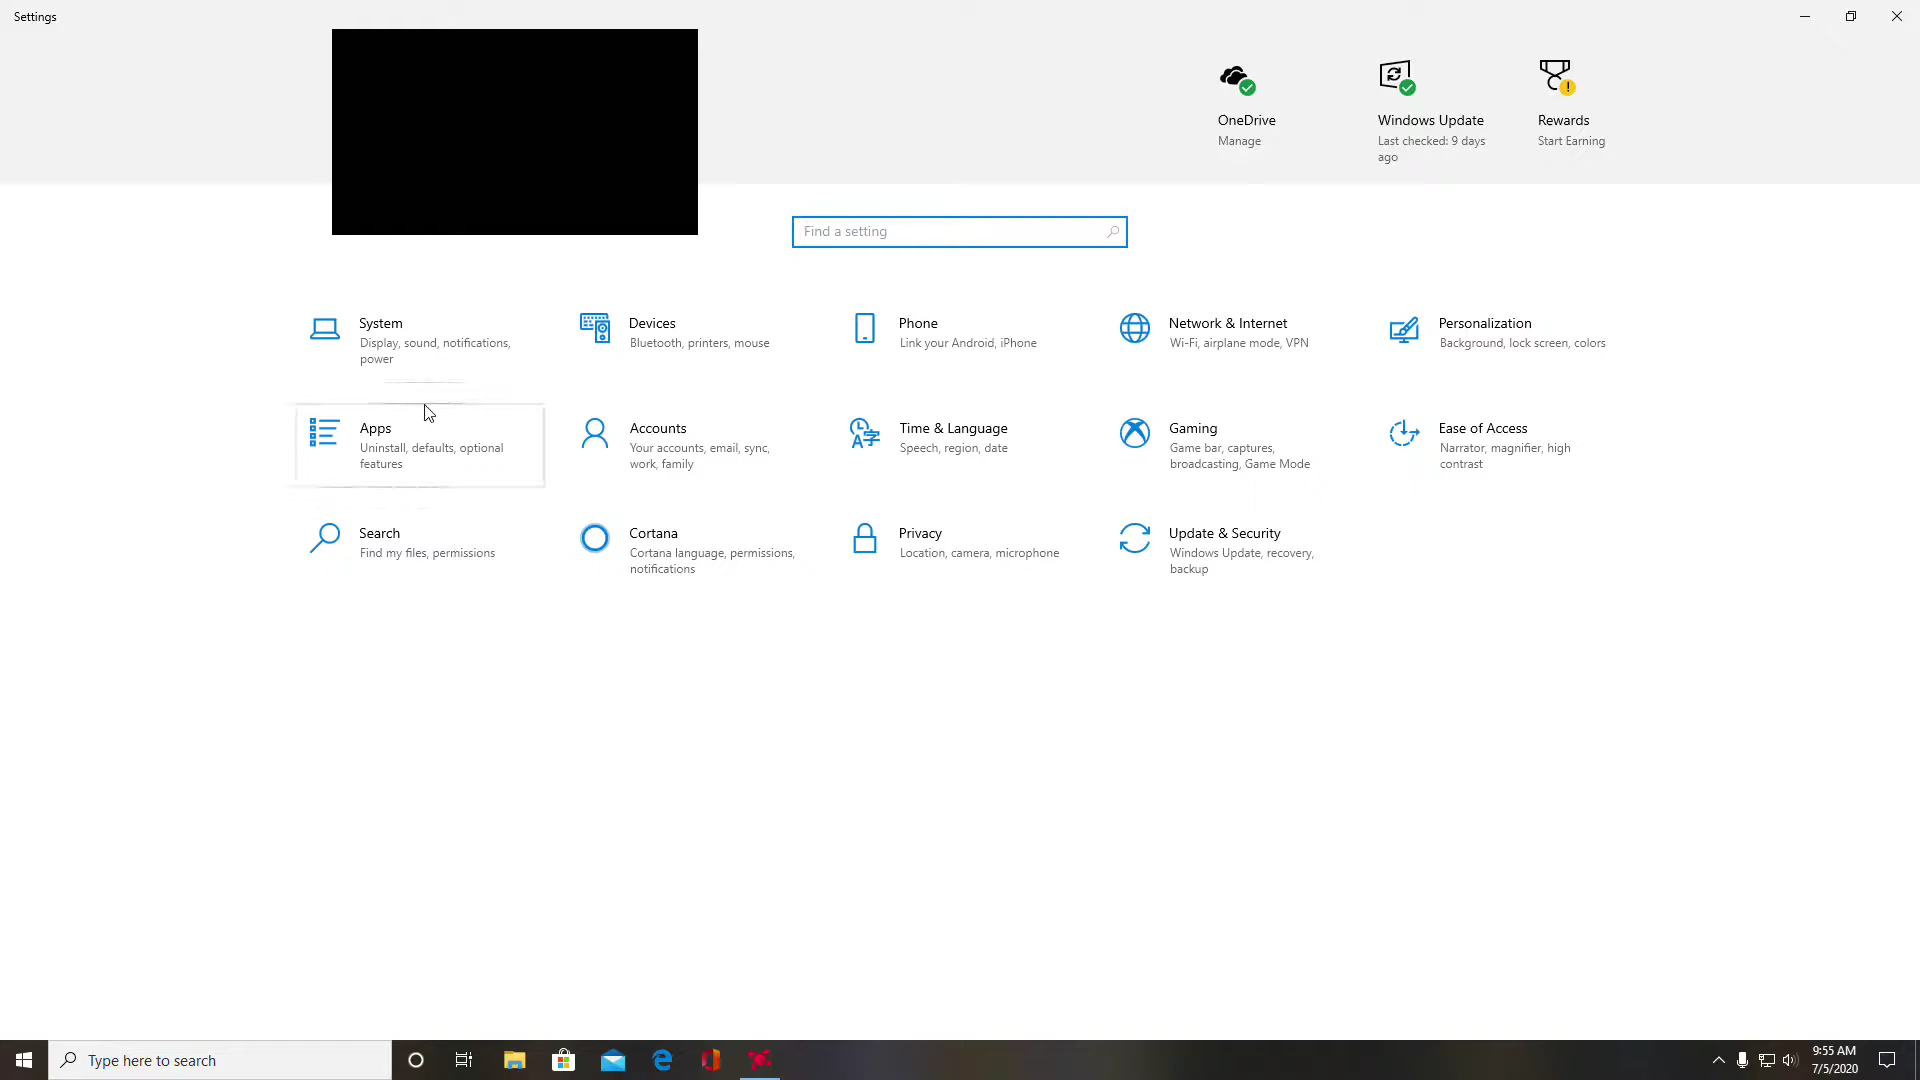 Settings
OneDrive
Manage
Windows Update
Last checked: 9 days
ago
Rewards
Start Earning
Find a setting
System
Display, sound, notifications,
power
Devices
Bluetooth, printers, mouse
Phone
Link your Android, iPhone
Network & Internet
Wi-Fi, airplane mode, VPN
Personalization
Background, lock screen, colors
Apps
Uninstall, defaults, optional
features
Accounts
Your accounts, email, sync,
work, family
Time & Language
Speech, region, date
Gaming
Game bar, captures,
broadcasting, Game Mode
Ease of Access
Narrator, magnifier, high
contrast
Search
Find my files, permissions
Cortana
Cortana language, permissions,
notifications
Privacy
Location, camera, microphone
Update & Security
Windows Update, recovery,
backup
Type here to search
9:55 AM
7/5/2020